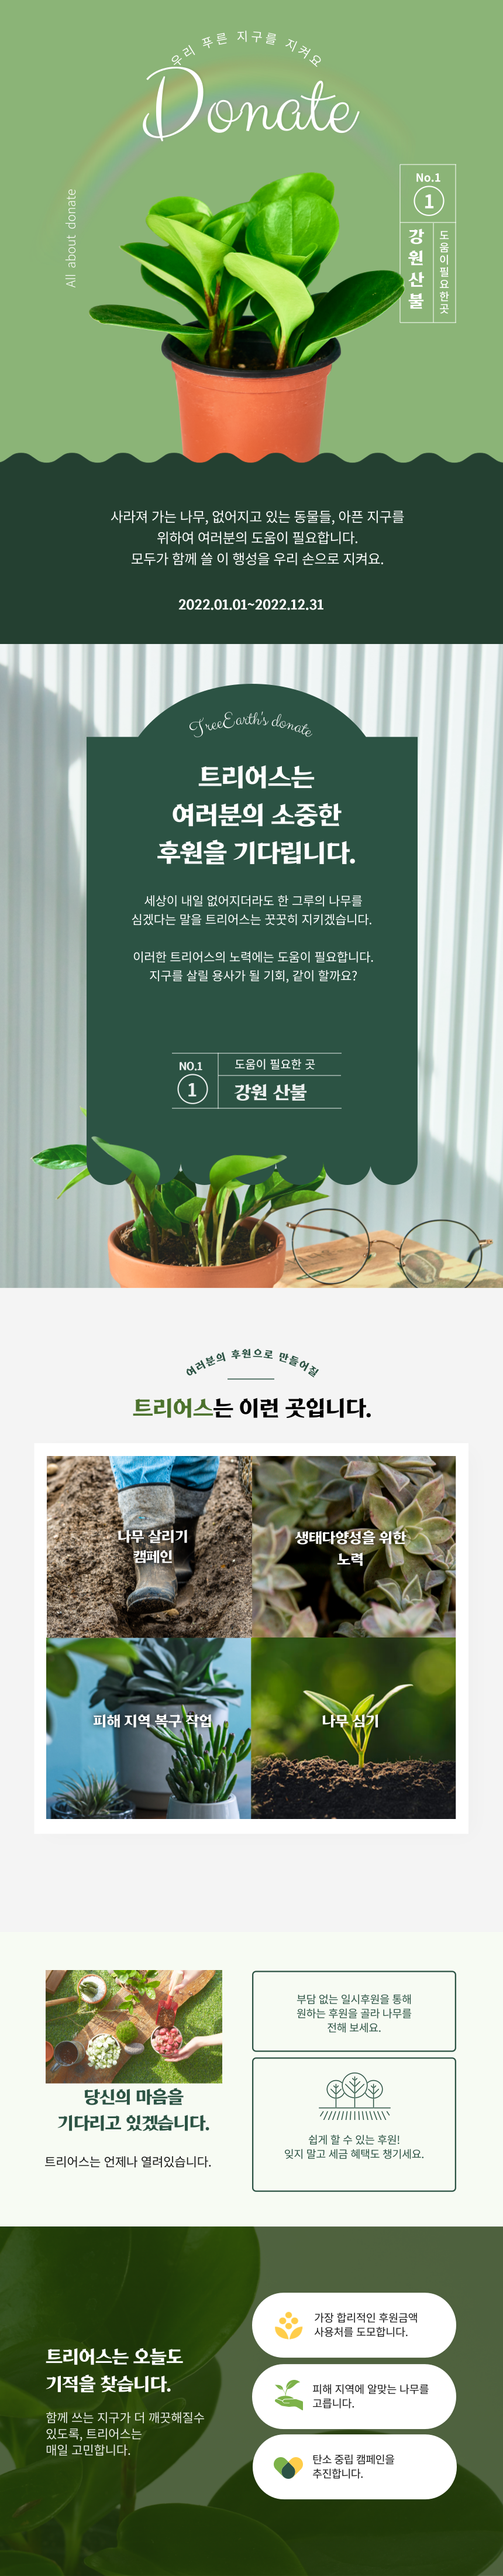 우리 푸른 지구를 지켜요
Donate
All about donate
No.1
1
강원산불
도움이필요한곳
사라져 가는 나무, 없어지고 있는 동물들, 아픈 지구를
위하여 여러분의 도움이 필요합니다.
모두가 함께 쓸 이 행성을 우리 손으로 지켜요.
2022.01.01~2022.12.31
TreeEarth's donate
트리어스는
여러분의 소중한
후원을 기다립니다.
세상이 내일 없어지더라도 한 그루의 나무를
심겠다는 말을 트리어스는 꿋꿋히 지키겠습니다.
이러한 트리어스의 노력에는 도움이 필요합니다.
지구를 살릴 용사가 될 기회, 같이 할까요?
NO.1
1
도움이 필요한 곳
강원 산불
여러분의 후원으로 만들어질
트리어스는 이런 곳입니다.
나무 살리기
캠페인
생태다양성을 위한
노력
피해 지역 복구 작업
나무 심기
당신의 마음을
기다리고 있겠습니다.
트리어스는 언제나 열려있습니다.
부담 없는 일시후원을 통해
원하는 후원을 골라 나무를
전해 보세요.
쉽게 할 수 있는 후원!
잊지 말고 세금 혜택도 챙기세요.
트리어스는 오늘도
기적을 찾습니다.
함께 쓰는 지구가 더 깨끗해질수
있도록, 트리어스는
매일 고민합니다.
가장 합리적인 후원금액
사용처를 도모합니다.
피해 지역에 알맞는 나무를
고릅니다.
탄소 중립 캠페인을
추진합니다.